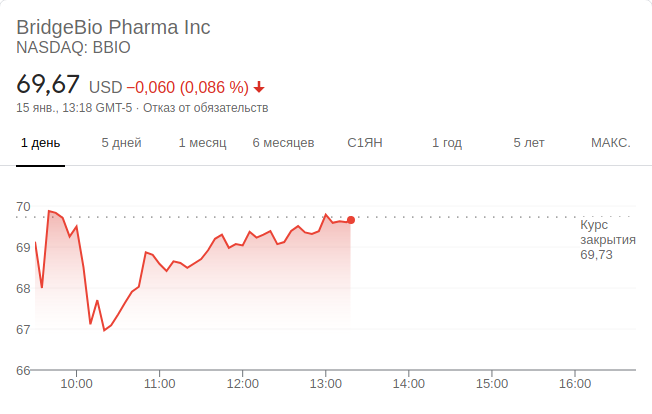 BridgeBio Pharma Inc
NASDAQ: BBIO
69,67 USD −0,060 (0,086 %)
15 янв., 13:18 GMT-5 · Отказ от обязательств
1 день 5 дней 1 месяц 6 месяцев С1ЯН 1 год 5 лет МАКС.
70
69
68
67
66
Курс
закрытия
69,73
10:00 11:00 12:00 13:00 14:00 15:00 16:00